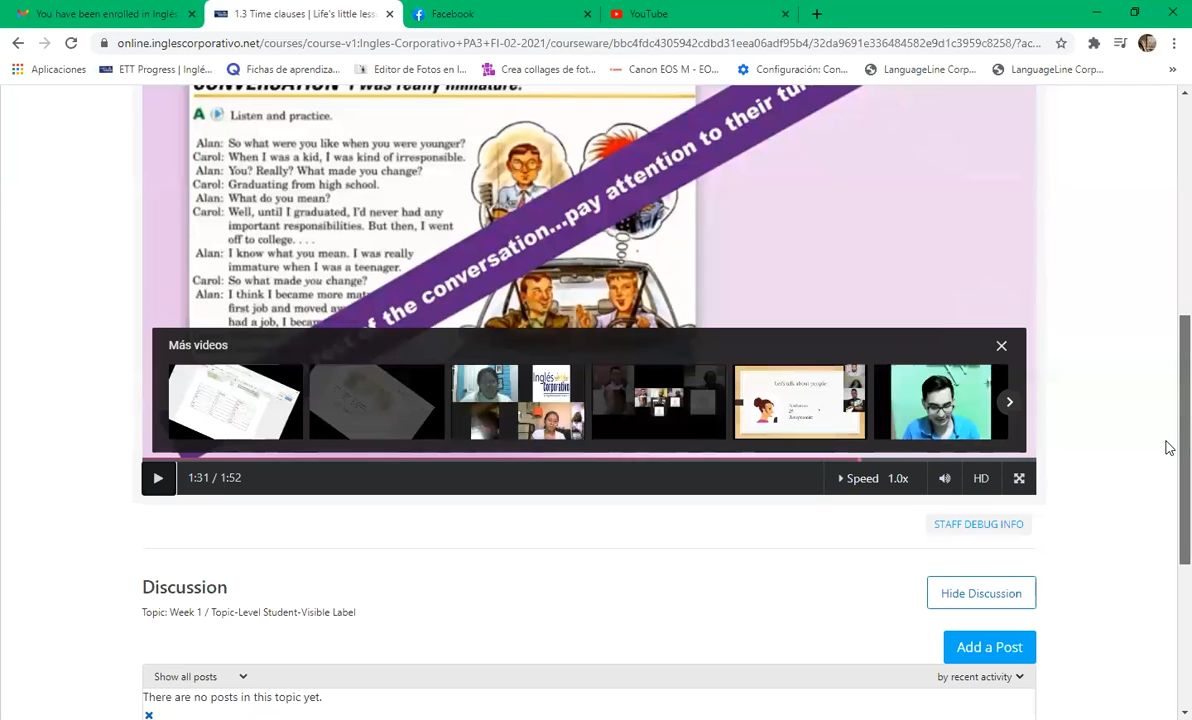 You have been enrolled in Inglés
1.3 Time clauses | Life's little less
Facebook
YouTube
online.inglescorporativo.net/courses/course-v1:Ingles-Corporativo+PA3+FI-02-2021/courseware/bbc4fdc4305942cdbd31eea06adf95b4/32da9691e336484582e9d1c3959c8258/?ac...
Aplicaciones
ETT Progress | Inglé...
Fichas de aprendiza...
Editor de Fotos en l...
Crea collages de fot...
Canon EOS M - EO...
Configuración: Con...
LanguageLine Corp...
LanguageLine Corp...
CONVERSATION I was really immature.
A Listen and practice.
Alan: So what were you like when you were younger?
Carol: When I was a kid, I was kind of irresponsible.
Alan: You? Really? What made you change?
Carol: Graduating from high school.
Alan: What do you mean?
Carol: Well, until I graduated, I'd never had any
important responsibilities. But then, I went
off to college. . . .
Alan: I know what you mean. I was really
immature when I was a teenager.
Carol: So what made you change?
Alan: I think I became more
first job and moved
had a job, I
of the conversation...pay attention to their
Más videos
Inglés
Corporativo
Let's talk about people
1:31 / 1:52
Speed 1.0x
HD
STAFF DEBUG INFO
Discussion
Hide Discussion
Topic: Week 1 / Topic-Level Student-Visible Label
Add a Post
Show all posts
by recent activity
There are no posts in this topic yet.